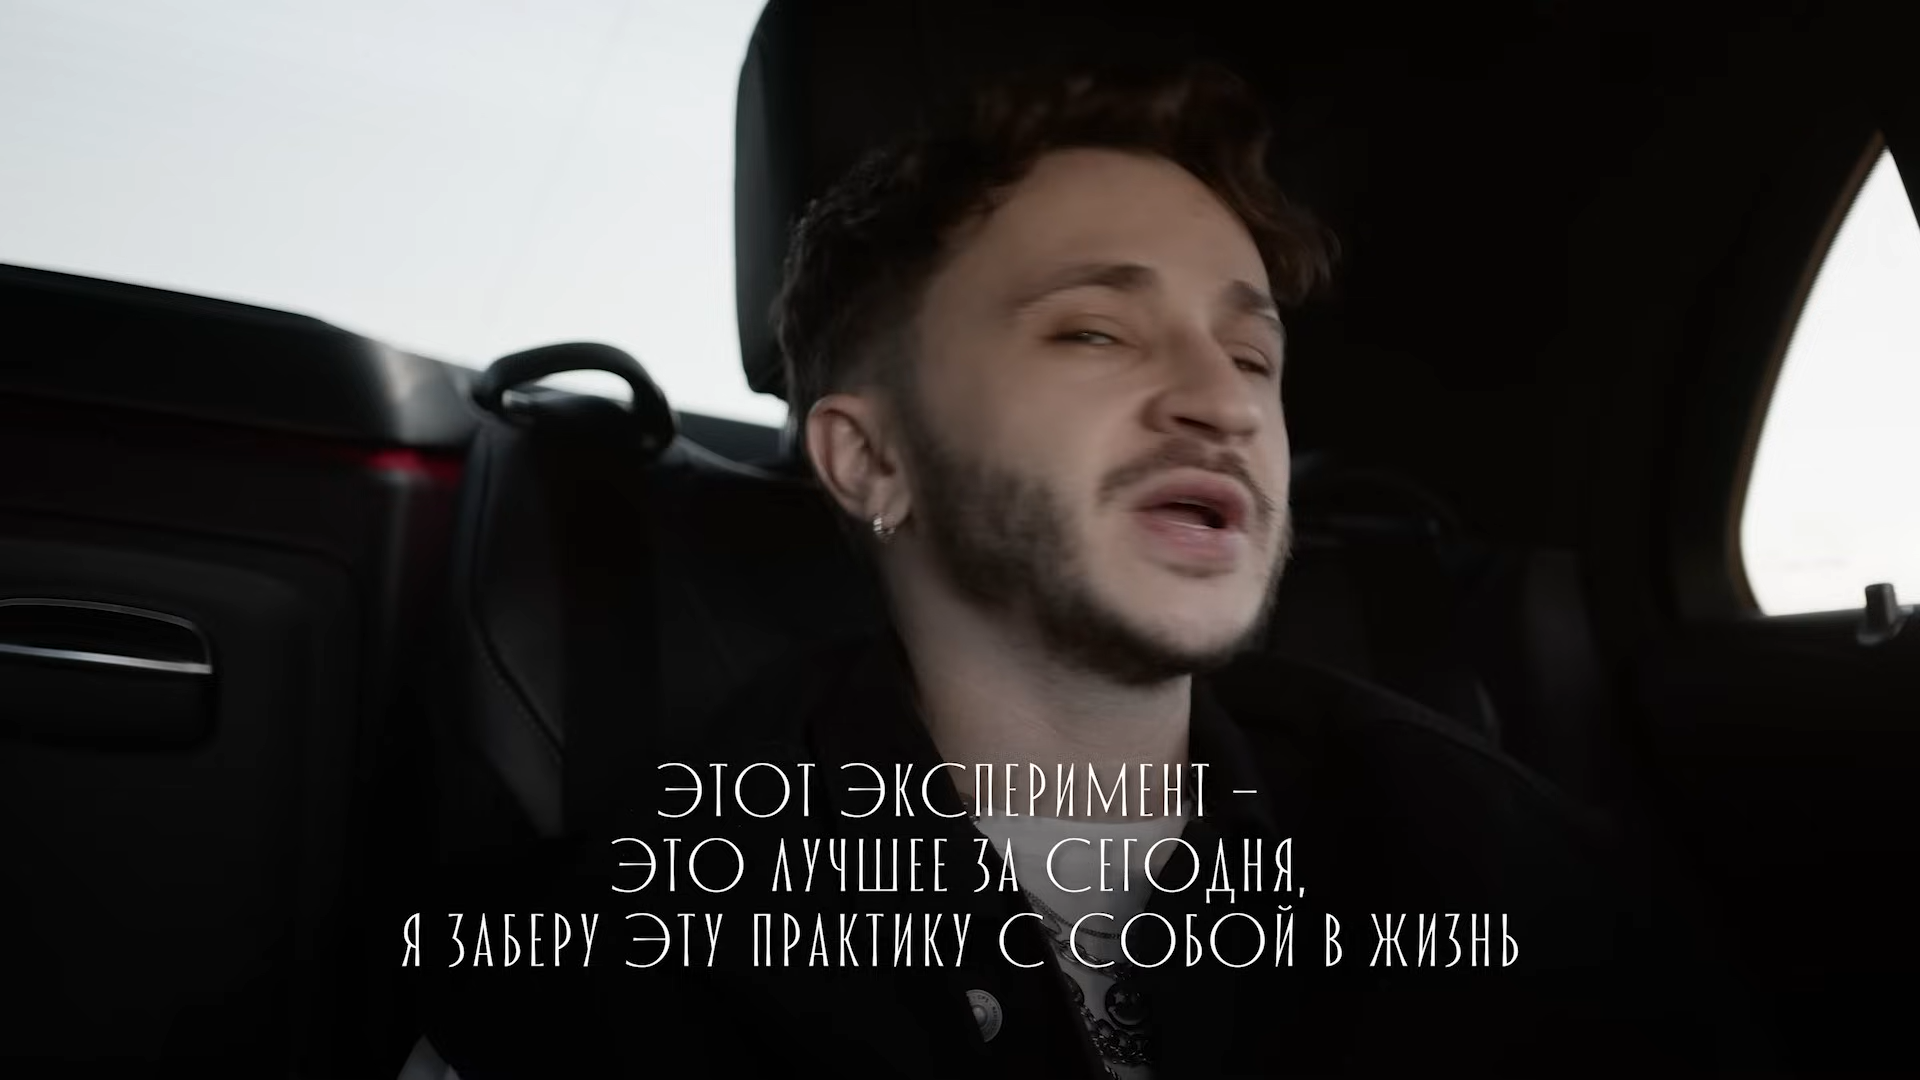 ЭТОТ ЭКСПЕРИМЕНТ –
ЭТО ЛУЧШЕЕ ЗА СЕГОДНЯ,
Я ЗАБЕРУ ЭТУ ПРАКТИКУ С СОБОЙ В ЖИЗНЬ